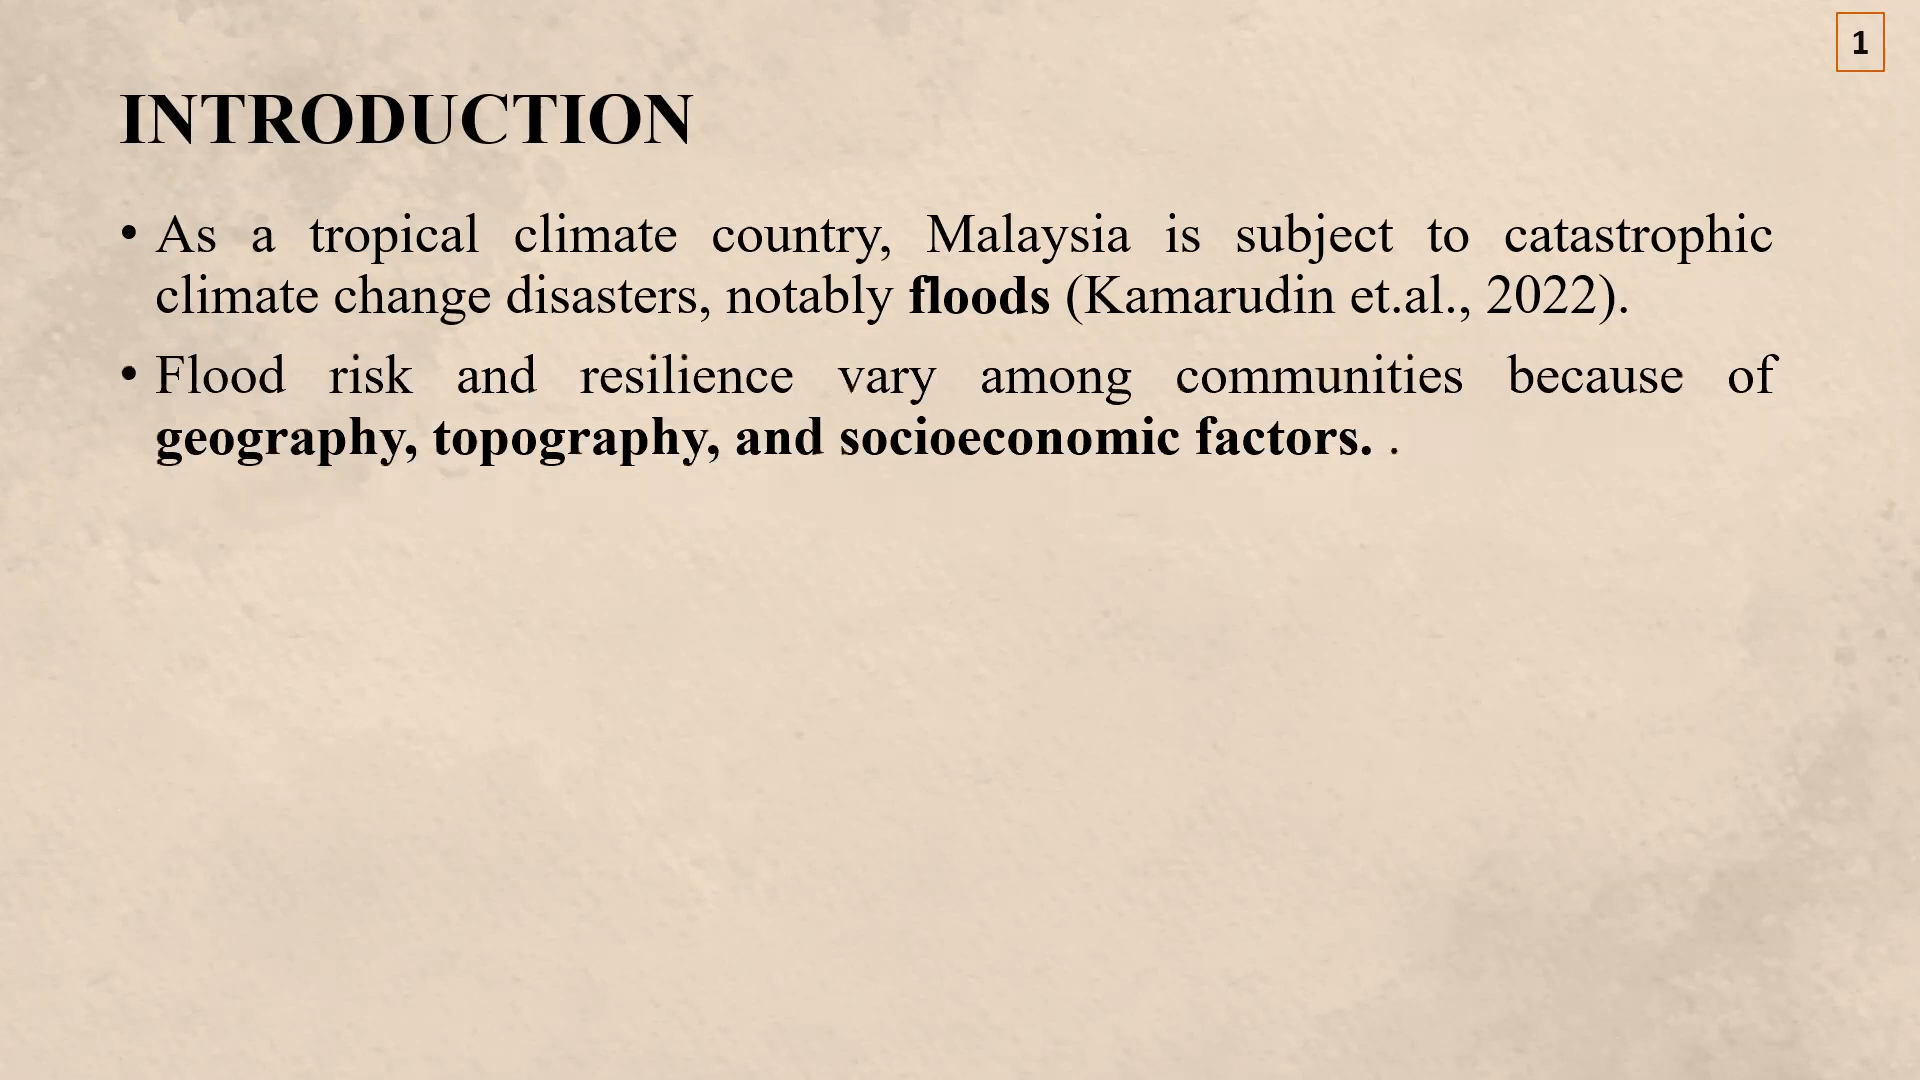 1
INTRODUCTION
• As a tropical climate country, Malaysia is subject to catastrophic
climate change disasters, notably floods (Kamarudin et.al., 2022).
• Flood risk and resilience vary among communities because of
geography, topography, and socioeconomic factors. .